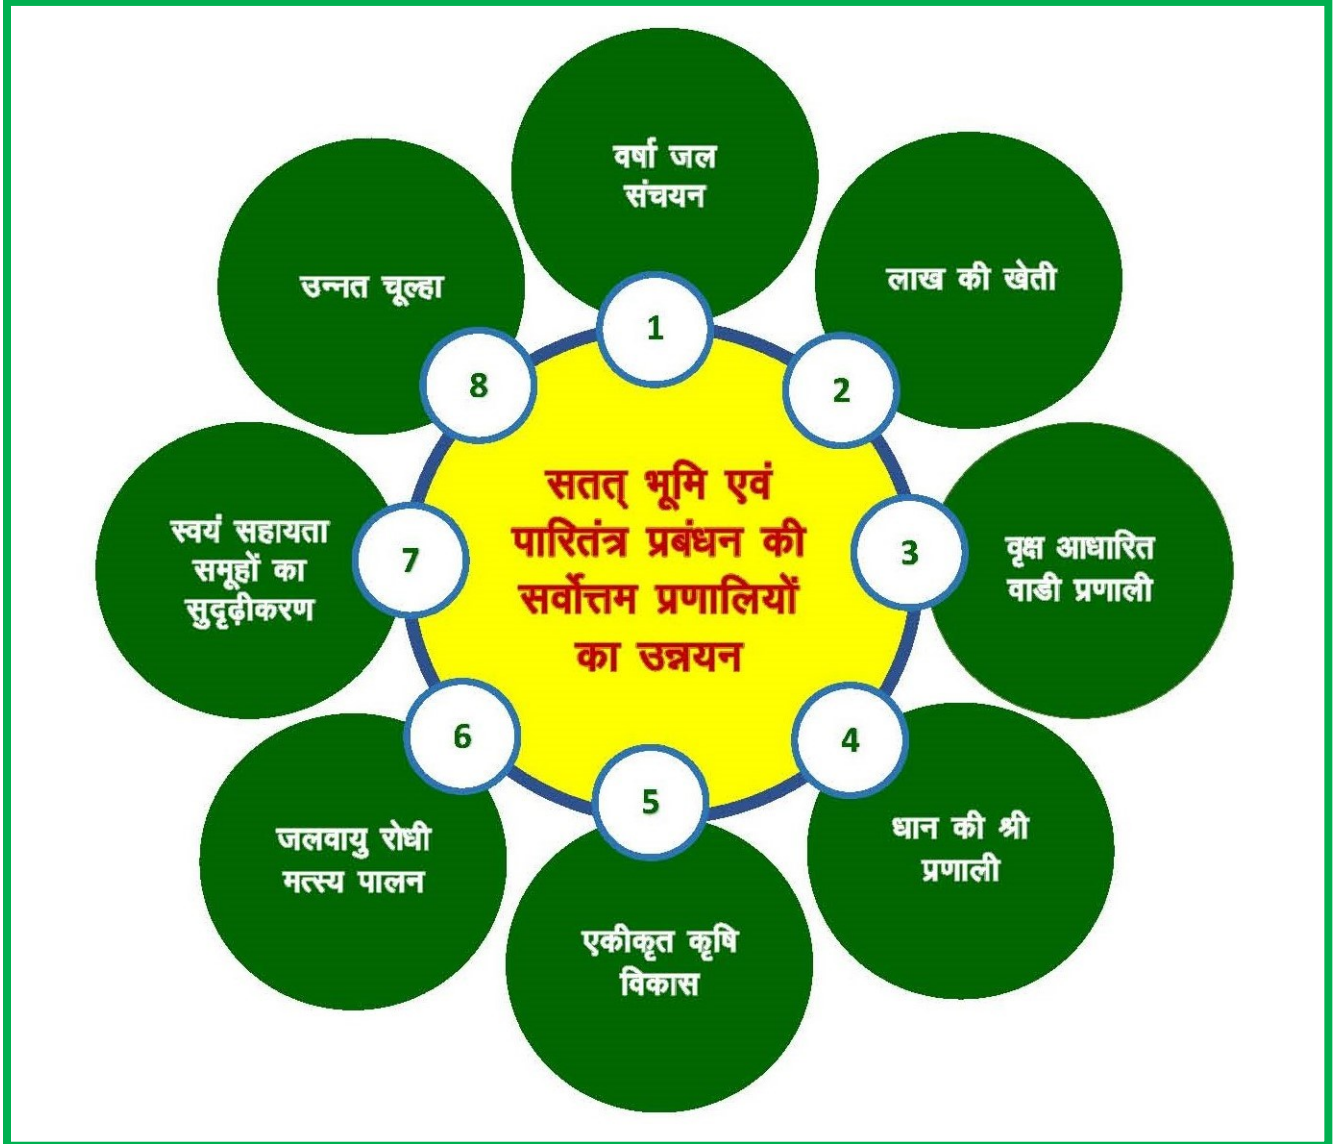 सतत् भूमि एवं
पारितंत्र प्रबंधन की
सर्वोत्तम प्रणालियों
का उन्नयन
1
वर्षा जल
संचयन
2
लाख की खेती
3
वृक्ष आधारित
वाडी प्रणाली
4
धान की श्री
प्रणाली
5
एकीकृत कृषि
विकास
6
जलवायु रोधी
मत्स्य पालन
7
स्वयं सहायता
समूहों का
सुदृढ़ीकरण
8
उन्नत चूल्हा